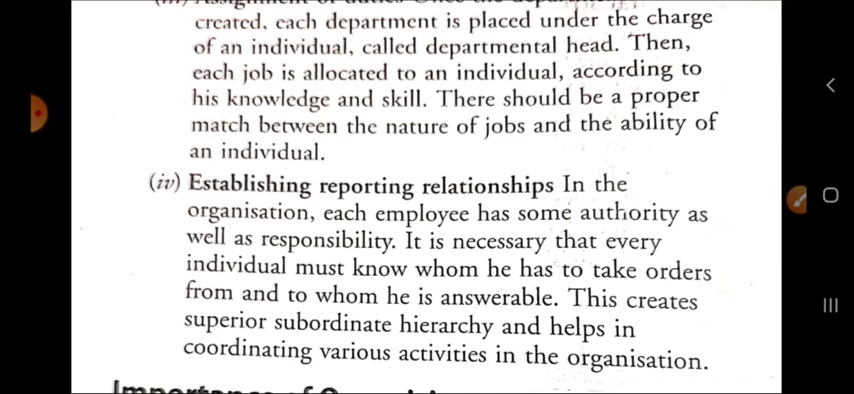 created, each department is placed under the charge
of an individual, called departmental head. Then,
each job is allocated to an individual, according to
his knowledge and skill. There should be a proper
match between the nature of jobs and the ability of
an individual.
(iv) Establishing reporting relationships In the
organisation, each employee has some authority as
well as responsibility. It is necessary that every
individual must know whom he has to take orders
from and to whom he is answerable. This creates
superior subordinate hierarchy and helps in
coordinating various activities in the organisation.